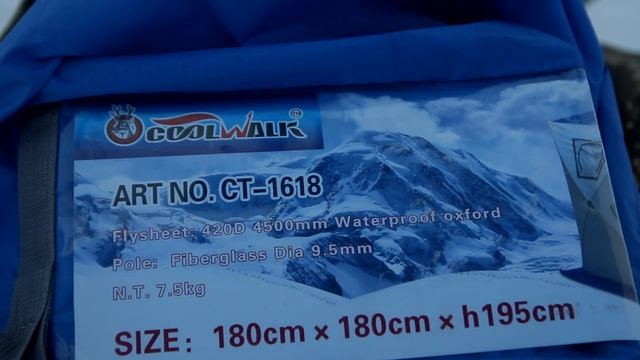 COOLWALK TM
ART NO. CT-1618
Flysheet: 420D 4500mm Waterproof oxford
Pole: Fiberglass Dia 9.5mm
N.T. 7.5kg
SIZE: 180cm × 180cm × h195cm